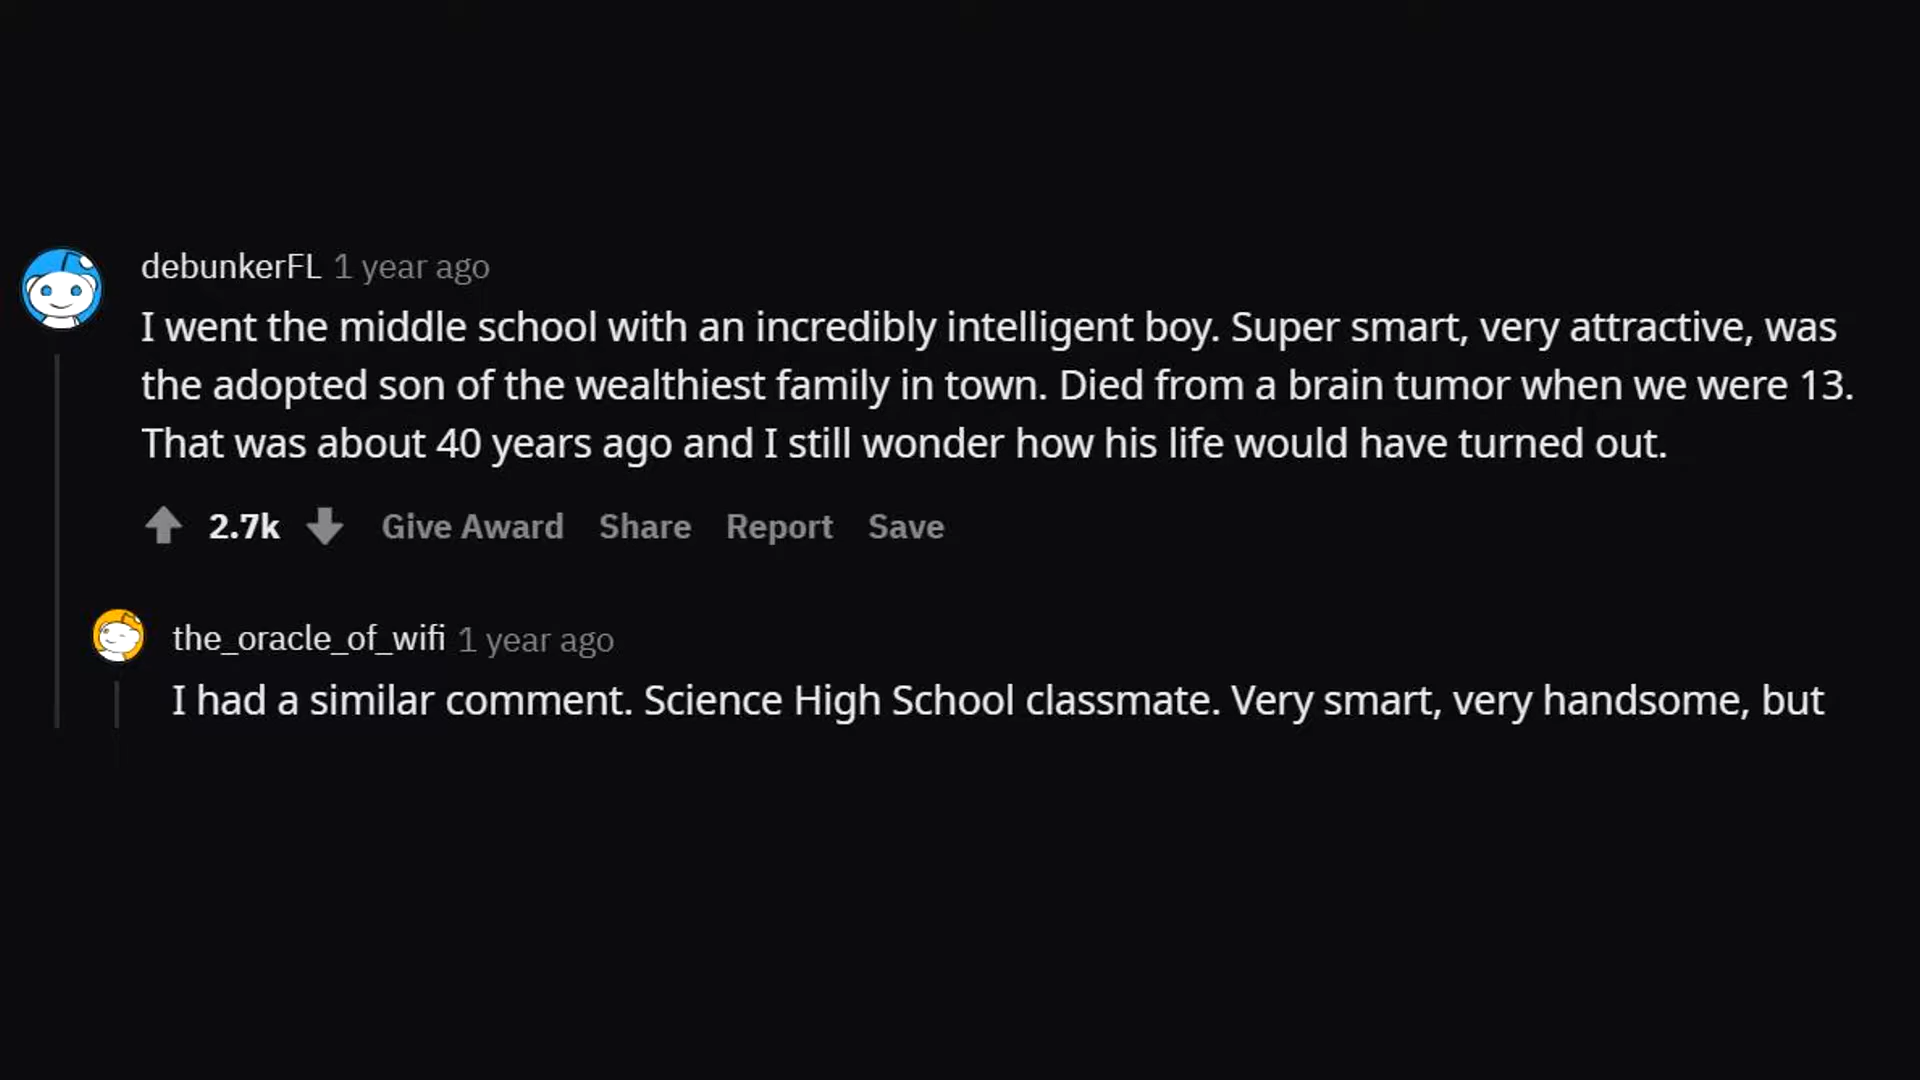 debunkerFL 1 year ago
I went the middle school with an incredibly intelligent boy. Super smart, very attractive, was
the adopted son of the wealthiest family in town. Died from a brain tumor when we were 13.
That was about 40 years ago and I still wonder how his life would have turned out.
2.7k Give Award Share Report Save
the_oracle_of_wifi 1 year ago
I had a similar comment. Science High School classmate. Very smart, very handsome, but